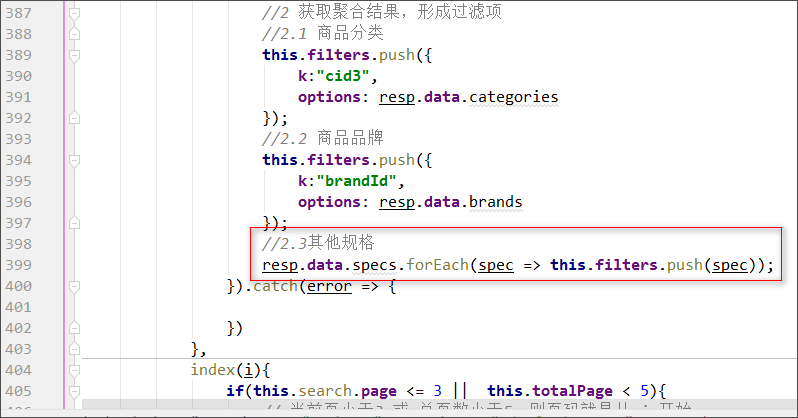 387 //2 获取聚合结果，形成过滤项
388 //2.1 商品分类
389 this.filters.push({
390 k:"cid3",
391 options: resp.data.categories
392 });
393 //2.2 商品品牌
394 this.filters.push({
395 k:"brandId",
396 options: resp.data.brands
397 });
398 //2.3其他规格
399 resp.data.specs.forEach(spec => this.filters.push(spec));
400 }).catch(error => {
401
402 })
403 },
404 index(i){
405 if(this.search.page <= 3 || this.totalPage < 5){